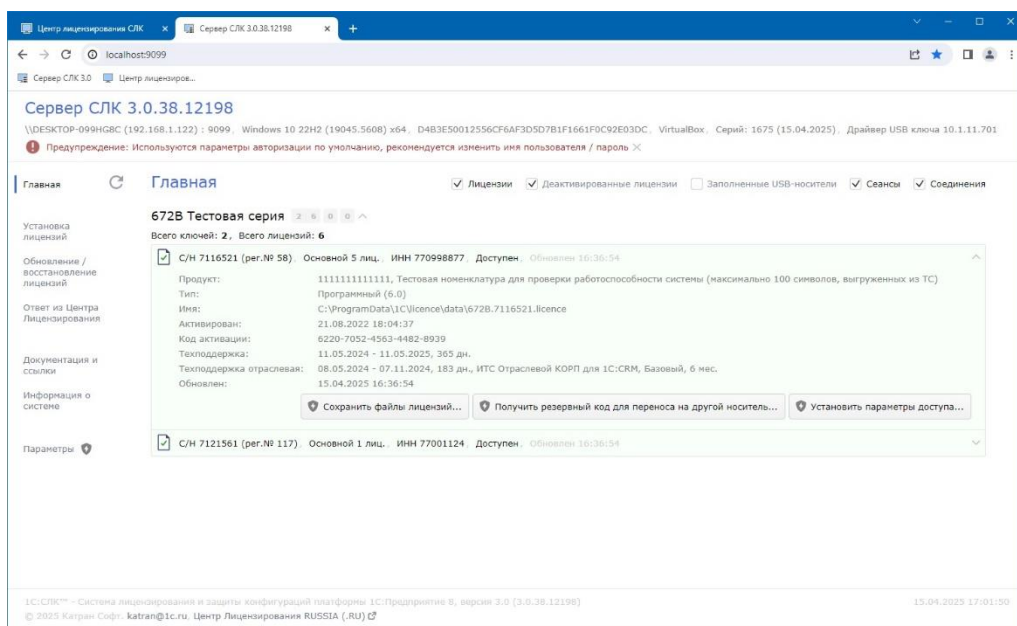 Центр лицензирования СЛК
Сервер СЛК 3.0.38.12198
localhost:9099
Сервер СЛК 3.0
Центр лицензиров...
Сервер СЛК 3.0.38.12198
\\DESKTOP-099HG8C (192.168.1.122) : 9099, Windows 10 22H2 (19045.5608) x64, D4B3E50012556CF6AF3D5D7B1F1661F0C92E03DC, VirtualBox, Серий: 1675 (15.04.2025), Драйвер USB ключа 10.1.11.701
Предупреждение: Используются параметры авторизации по умолчанию, рекомендуется изменить имя пользователя / пароль
Главная
Главная
Лицензии
Деактивированные лицензии
Заполненные USB-носители
Сеансы
Соединения
Установка
лицензий
Обновление /
восстановление
лицензий
Ответ из Центра
Лицензирования
Документация и
ссылки
Информация о
системе
Параметры
672B Тестовая серия 2 6 0 0
Всего ключей: 2, Всего лицензий: 6
С/Н 7116521 (рег.№ 58), Основной 5 лиц., ИНН 770998877, Доступен, Обновлен 16:36:54
Продукт: 1111111111111, Тестовая номенклатура для проверки работоспособности системы (максимально 100 символов, выгруженных из ТС)
Тип: Программный (6.0)
Имя: C:\ProgramData\1C\licence\data\672B.7116521.licence
Активирован: 21.08.2022 18:04:37
Код активации: 6220-7052-4563-4482-8939
Техподдержка: 11.05.2024 - 11.05.2025, 365 дн.
Техподдержка отраслевая: 08.05.2024 - 07.11.2024, 183 дн., ИТС Отраслевой КОРП для 1С:CRM, Базовый, 6 мес.
Обновлен: 15.04.2025 16:36:54
Сохранить файлы лицензий...
Получить резервный код для переноса на другой носитель...
Установить параметры доступа...
С/Н 7121561 (рег.№ 117), Основной 1 лиц., ИНН 77001124, Доступен, Обновлен 16:36:54
1С:СЛК™ – Система лицензирования и защиты конфигураций платформы 1С:Предприятие 8, версия 3.0 (3.0.38.12198)
15.04.2025 17:01:50
© 2025 Катран Софт, katran@1c.ru, Центр Лицензирования RUSSIA (.RU)